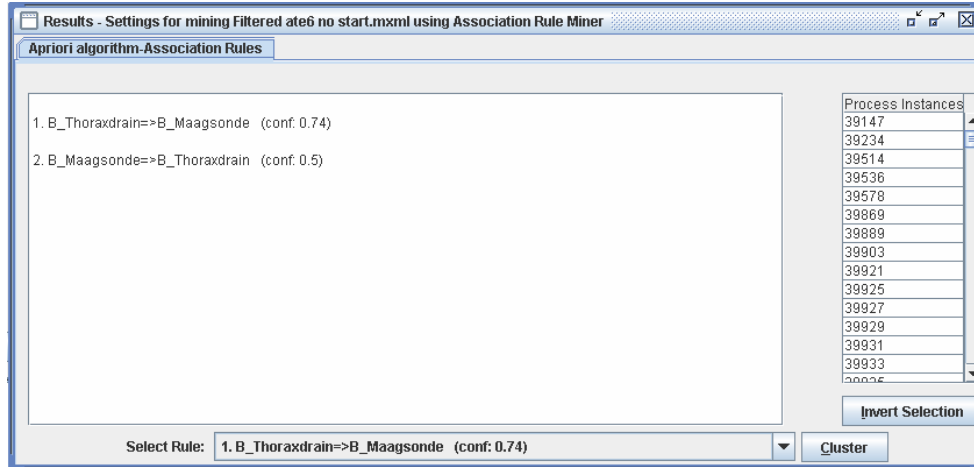 Results - Settings for mining Filtered ate6 no start.mxml using Association Rule Miner
Apriori algorithm-Association Rules
1. B_Thoraxdrain=>B_Maagsonde (conf: 0.74)
2. B_Maagsonde=>B_Thoraxdrain (conf: 0.5)
Process Instances
39147
39234
39514
39536
39578
39869
39889
39903
39921
39925
39927
39929
39931
39933
Invert Selection
Select Rule: 1. B_Thoraxdrain=>B_Maagsonde (conf: 0.74) Cluster